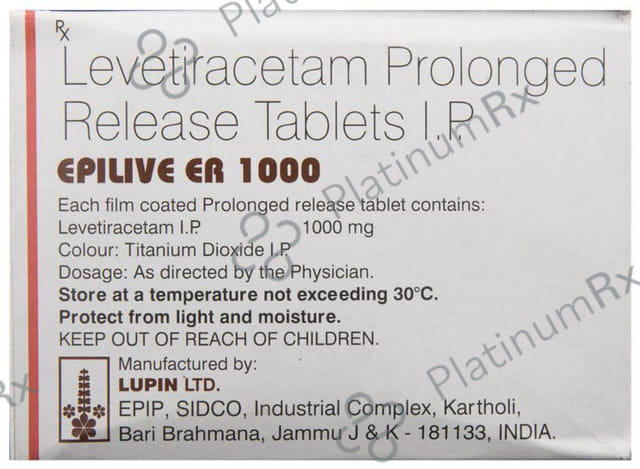 Rx
Levetiracetam Prolonged
Release Tablets I.P.
EPILIVE ER 1000
Each film coated Prolonged release tablet contains:
Levetiracetam I.P. 1000 mg
Colour: Titanium Dioxide I.P.
Dosage: As directed by the Physician.
Store at a temperature not exceeding 30°C.
Protect from light and moisture.
KEEP OUT OF REACH OF CHILDREN.
Manufactured by:
LUPIN LTD.
EPIP, SIDCO, Industrial Complex, Kartholi,
Bari Brahmana, Jammu J & K - 181133, INDIA.
PlatinumRx
PlatinumRx
PlatinumRx
Rx